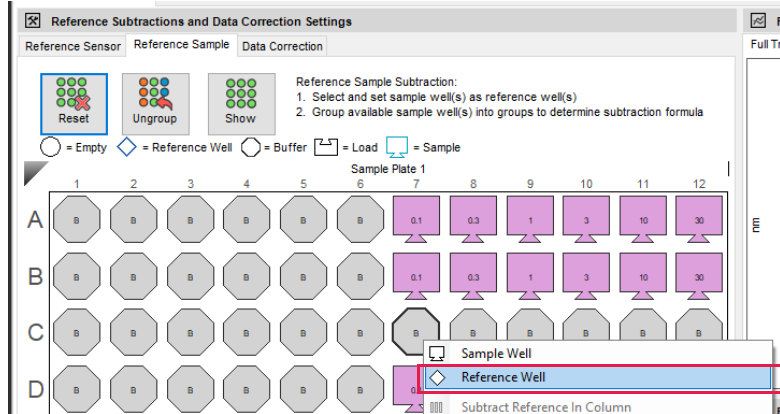 Reference Subtractions and Data Correction Settings
Reference Sensor Reference Sample Data Correction
Full Tr
Reset Ungroup Show
Reference Sample Subtraction:
1. Select and set sample well(s) as reference well(s)
2. Group available sample well(s) into groups to determine subtraction formula
= Empty = Reference Well = Buffer = Load = Sample
Sample Plate 1
1 2 3 4 5 6 7 8 9 10 11 12
A B B B B B B 0.1 0.3 1 3 10 30
nm
B B B B B B B 0.1 0.3 1 3 10 30
C B B B B B B B B B B B B
Sample Well
Reference Well
D B B B B B B
Subtract Reference In Column